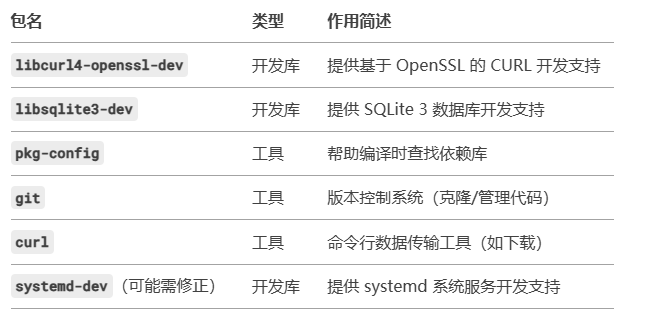 包名 类型 作用简述
libcurl4-openssl-dev 开发库 提供基于 OpenSSL 的 CURL 开发支持
libsqlite3-dev 开发库 提供 SQLite 3 数据库开发支持
pkg-config 工具 帮助编译时查找依赖库
git 工具 版本控制系统（克隆/管理代码）
curl 工具 命令行数据传输工具（如下载）
systemd-dev（可能需修正） 开发库 提供 systemd 系统服务开发支持